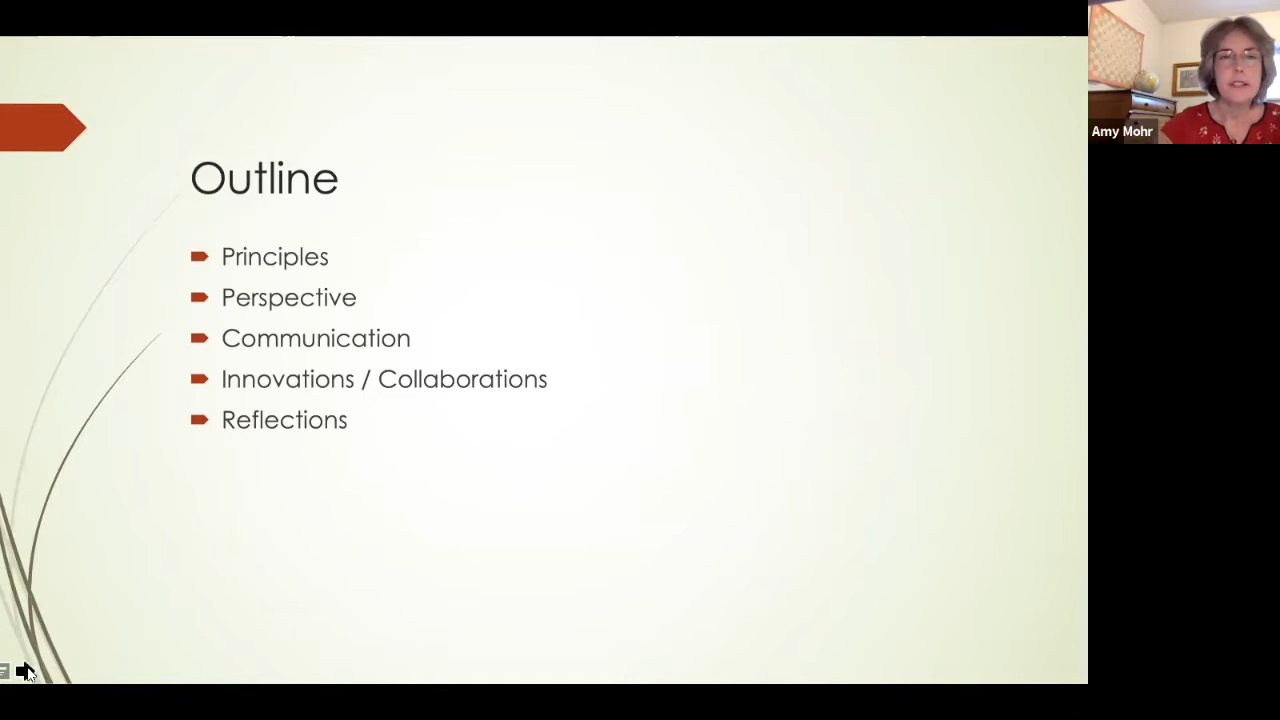 Outline
Principles
Perspective
Communication
Innovations / Collaborations
Reflections
Amy Mohr